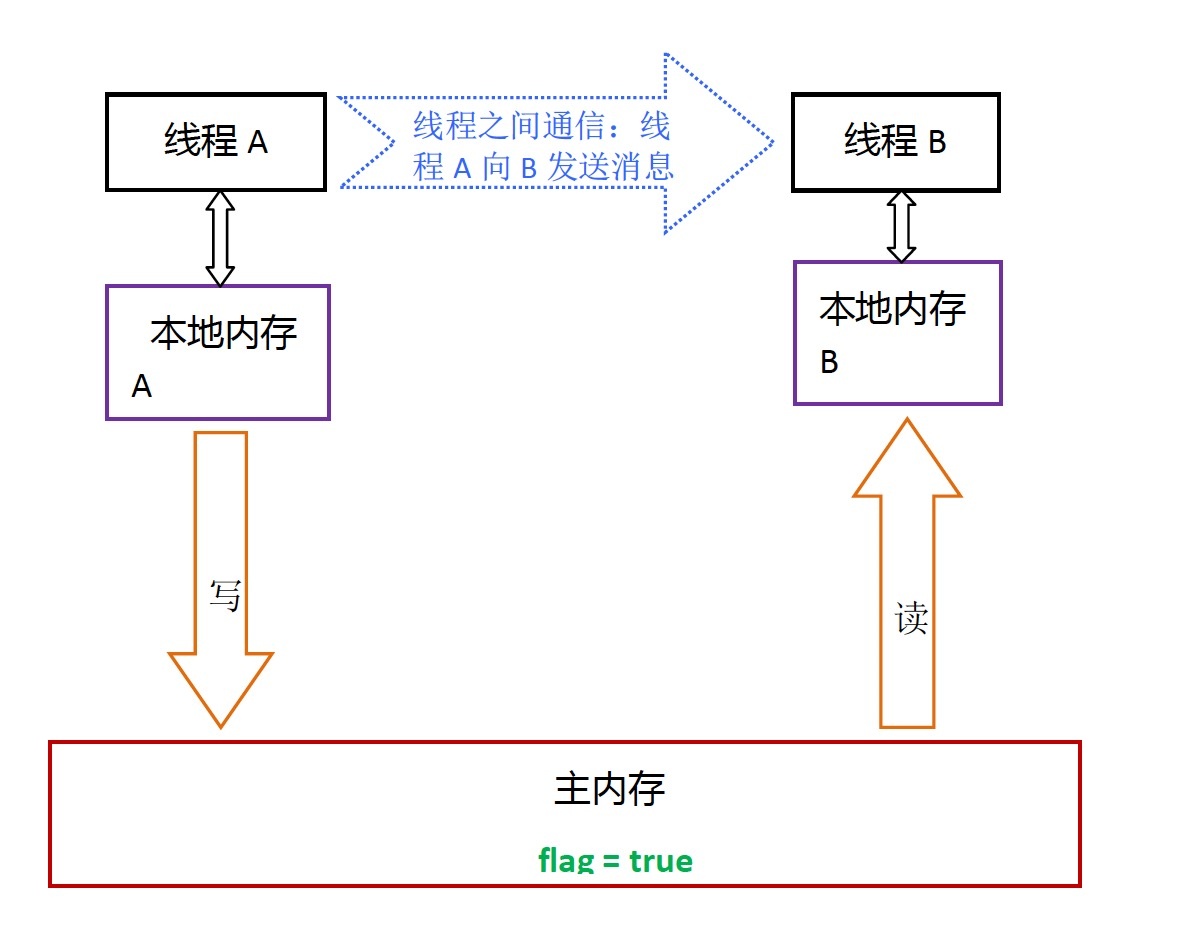 线程 A
线程之间通信：线
程 A 向 B 发送消息
线程 B
本地内存
A
本地内存
B
写
读
主内存
flag = true